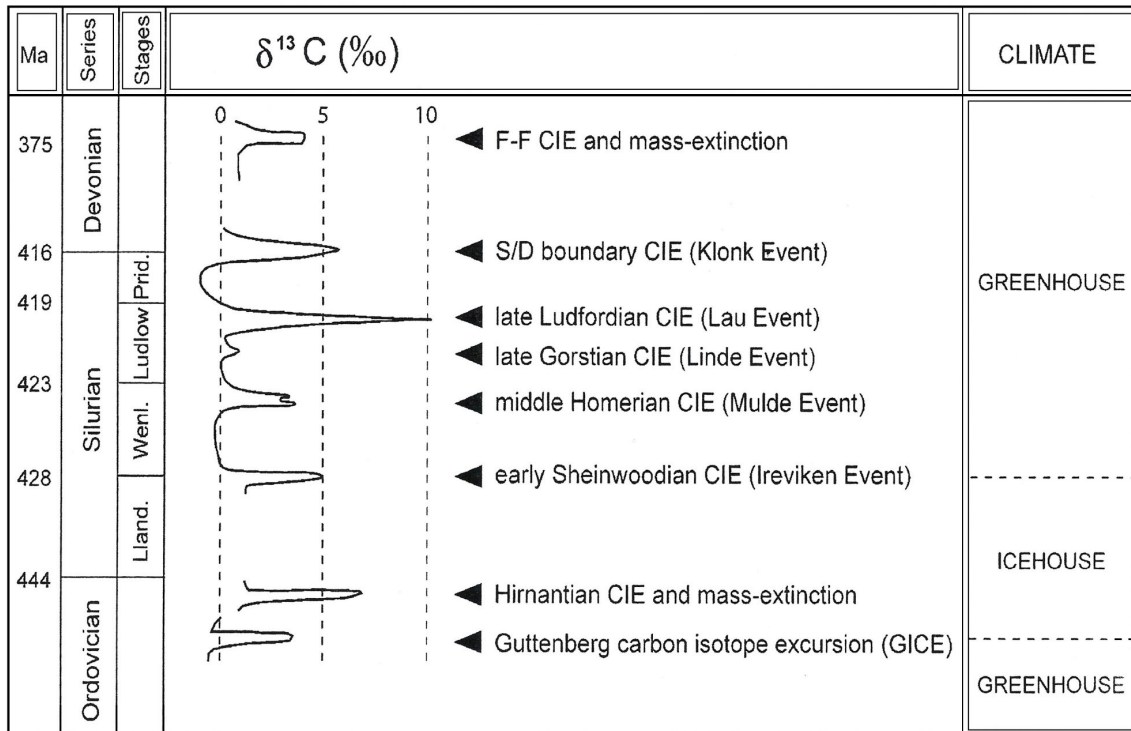 Ma
Series
Stages
δ¹³ C (‰)
CLIMATE
0 5 10
375
Devonian
F-F CIE and mass-extinction
416
S/D boundary CIE (Klonk Event)
Prid.
GREENHOUSE
419
late Ludfordian CIE (Lau Event)
Ludlow
late Gorstian CIE (Linde Event)
423
Silurian
middle Homerian CIE (Mulde Event)
Wenl.
428
early Sheinwoodian CIE (Ireviken Event)
Lland.
ICEHOUSE
444
Hirnantian CIE and mass-extinction
Ordovician
Guttenberg carbon isotope excursion (GICE)
GREENHOUSE